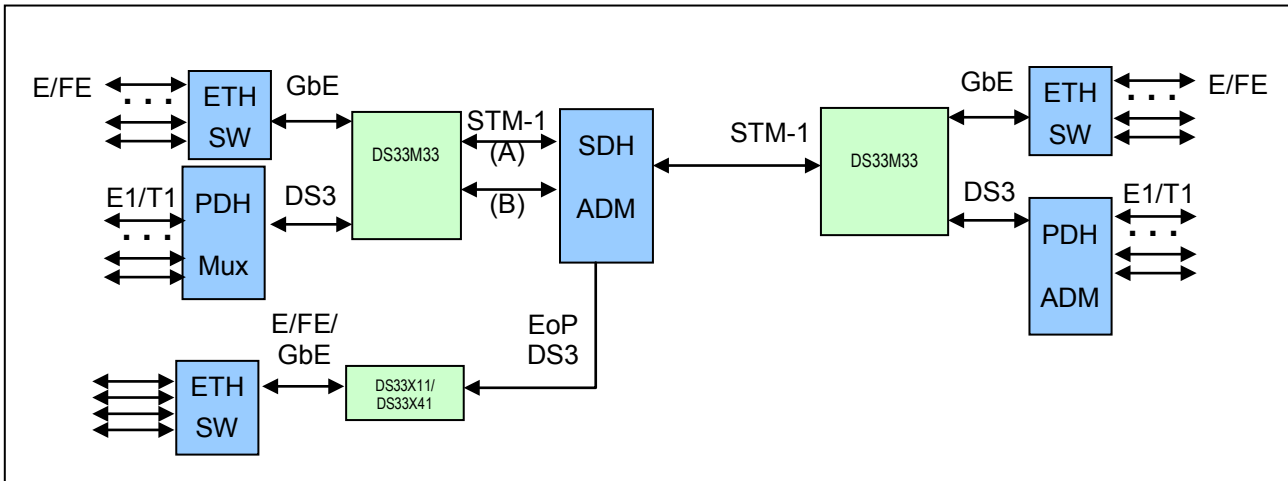 E/FE
. . .
ETH
SW
GbE
DS33M33
STM-1
(A)
(B)
SDH
ADM
STM-1
DS33M33
GbE
ETH
SW
. . .
E/FE
E1/T1
. . .
PDH
Mux
DS3
DS3
PDH
ADM
E1/T1
. . .
ETH
SW
E/FE/
GbE
DS33X11/
DS33X41
EoP
DS3